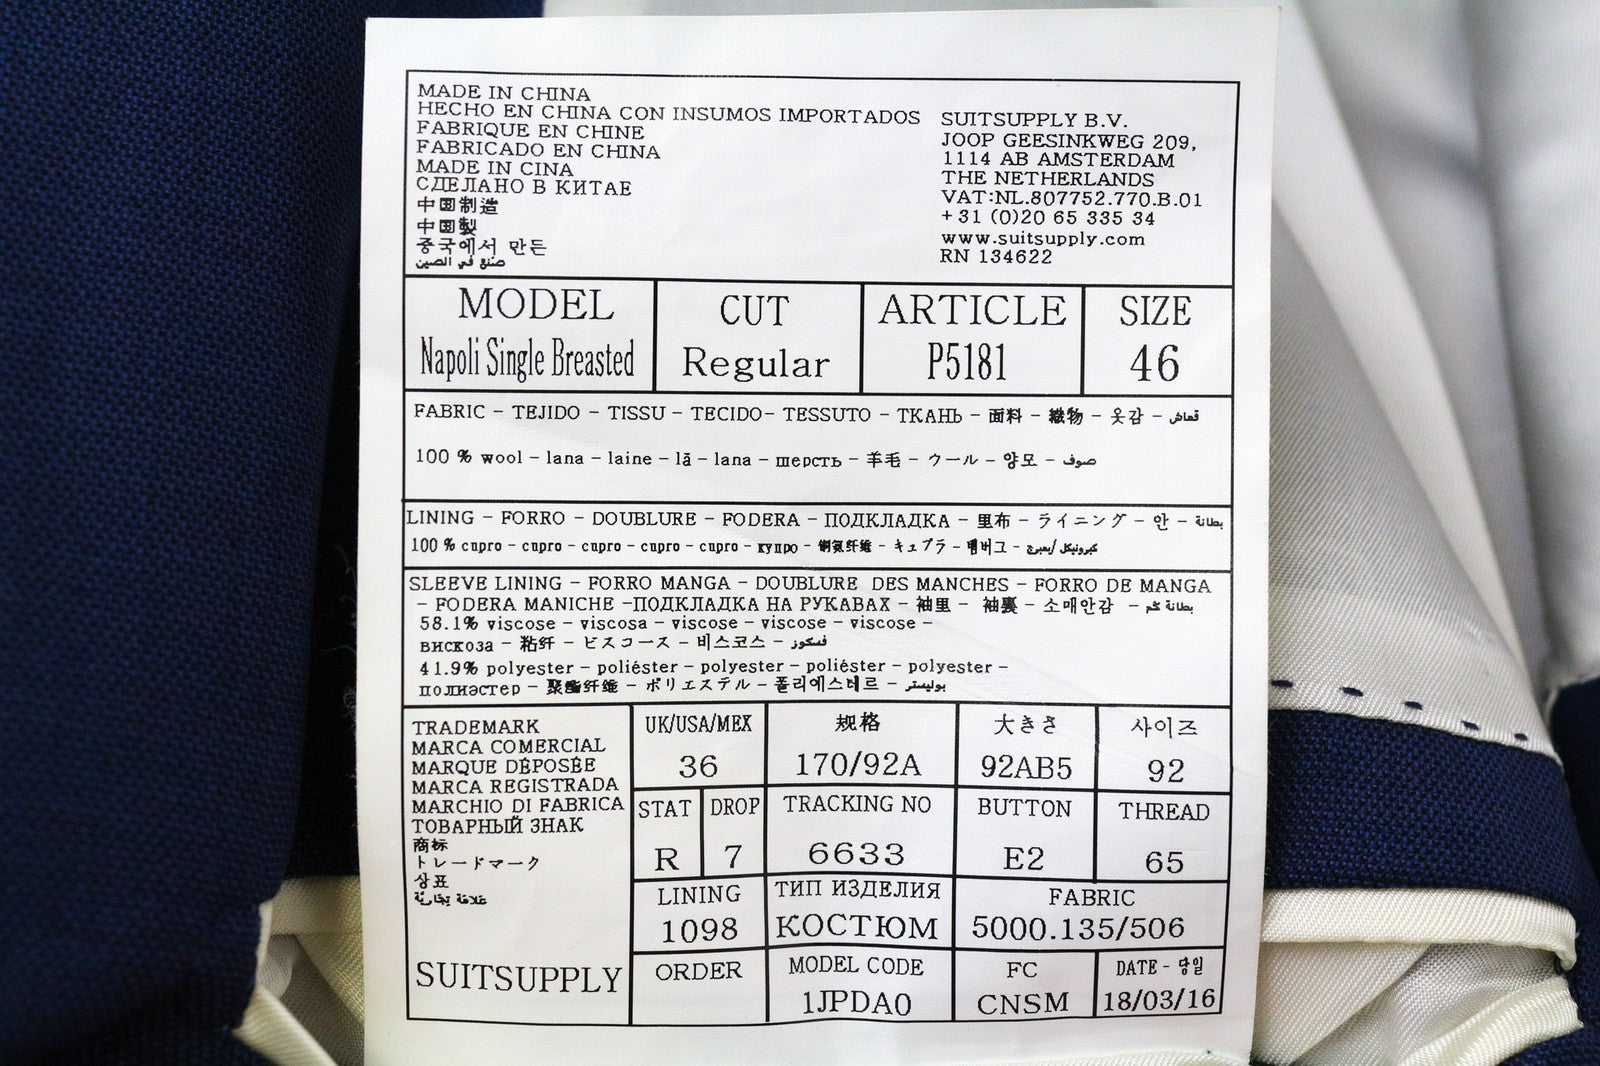 MADE IN CHINA
HECHO EN CHINA CON INSUMOS IMPORTADOS
FABRIQUE EN CHINE
FABRICADO EN CHINA
MADE IN CINA
СДЕЛАНО В КИТАЕ
中国制造
中国製
중국에서 만든
صنع في الصين
SUITSUPPLY B.V.
JOOP GEESINKWEG 209,
1114 AB AMSTERDAM
THE NETHERLANDS
VAT:NL.807752.770.B.01
+31 (0)20 65 335 34
www.suitsupply.com
RN 134622
MODEL
Napoli Single Breasted
CUT
Regular
ARTICLE
P5181
SIZE
46
FABRIC - TEJIDO - TISSU - TECIDO- TESSUTO - ТКАНЬ - 面料 - 織物 - 옷감 - قماش
100 % wool - lana - laine - lã - lana - шерсть - 羊毛 - ウール - 양모 - صوف
LINING - FORRO - DOUBLURE - FODERA - ПОДКЛАДКА - 里布 - ライニング - 안 - بطانة
100 % cupro - cupro - cupro - cupro - cupro - купро - 铜氨纤维 - キュプラ - 벰버그 -
SLEEVE LINING - FORRO MANGA - DOUBLURE DES MANCHES - FORRO DE MANGA
- FODERA MANICHE -ПОДКЛАДКА НА РУКАВАХ - 袖里 - 袖裏 - 소매안감 - بطانة كم
58.1% viscose - viscosa - viscose - viscose - viscose -
вискоза - 粘纤 - ビスコース - 비스코스 - فسكوز
41.9% polyester - poliéster - polyester - poliéster - polyester -
полиэстер - 聚酯纤维 - ポリエステル - 폴리에스테르 - بوليستر
TRADEMARK
MARCA COMERCIAL
MARQUE DÉPOSÉE
MARCA REGISTRADA
MARCHIO DI FABRICA
ТОВАРНЫЙ ЗНАК
商标
トレードマーク
상표
علامة تجارية
SUITSUPPLY
UK/USA/MEX
36
规格
170/92A
大きさ
92AB5
사이즈
92
STAT
R
DROP
7
TRACKING NO
6633
BUTTON
E2
THREAD
65
LINING
1098
ТИП ИЗДЕЛИЯ
КОСТЮМ
FABRIC
5000.135/506
ORDER
MODEL CODE
1JPDA0
FC
CNSM
DATE - 당일
18/03/16